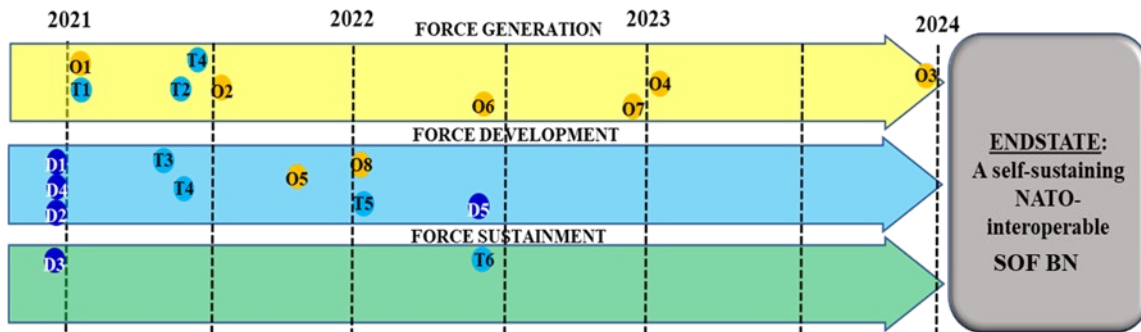 2021
2022
2023
2024
FORCE GENERATION
O1
T4
O3
T1
T2
O2
O4
O6
O7
FORCE DEVELOPMENT
D1
T3
O8
D4
T4
O5
T5
D5
D2
FORCE SUSTAINMENT
D3
T6
ENDSTATE:
A self-sustaining
NATO-
interoperable
SOF BN